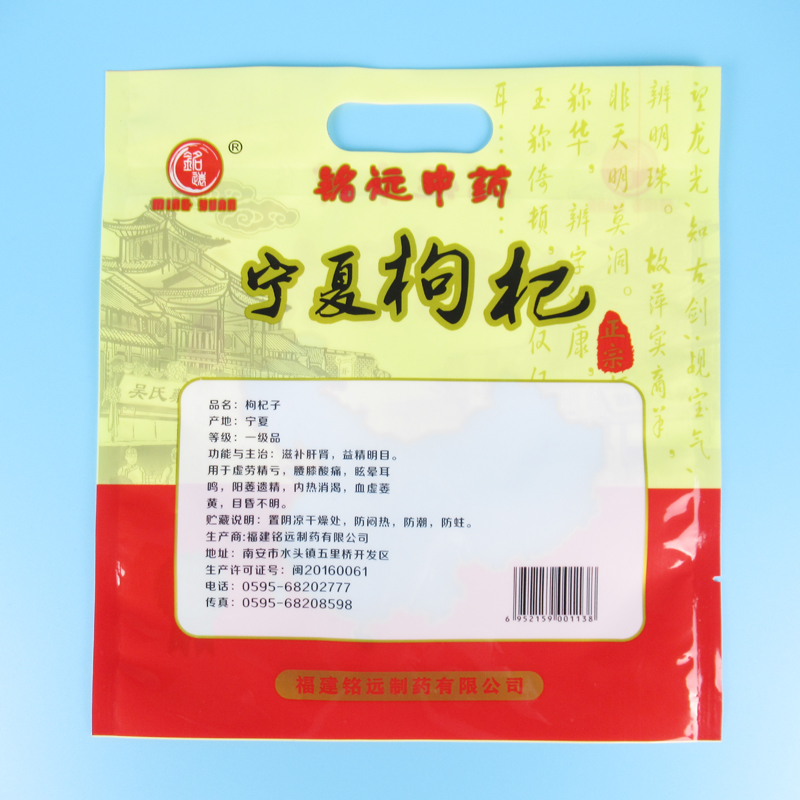 銘遠
®
MING YUAN
铭远中药
宁夏枸杞
正宗
望龙光,知古剑;觇宝气,
辨明珠。故萍实商羊,
非天明莫洞。
称华,辨字康
玉称倚顿,
耳……
吴氏
品名:枸杞子
产地:宁夏
等级:一级品
功能与主治:滋补肝肾,益精明目。
用于虚劳精亏,腰膝酸痛,眩晕耳
鸣,阳萎遗精,内热消渴,血虚萎
黄,目昏不明。
贮藏说明:置阴凉干燥处,防闷热,防潮,防蛀。
生产商:福建铭远制药有限公司
地址:南安市水头镇五里桥开发区
生产许可证号:闽20160061
电话:0595-68202777
传真:0595-68208598
6 952159 001138
福建铭远制药有限公司